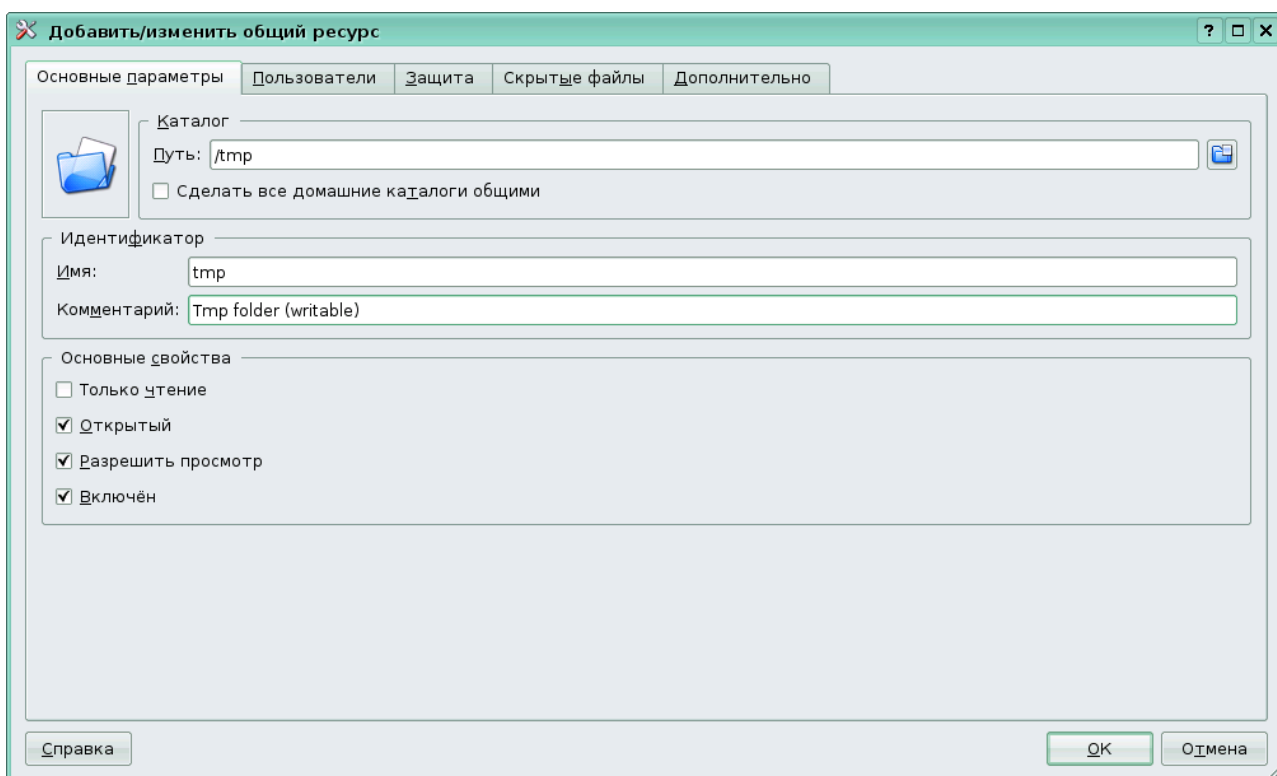 Добавить/изменить общий ресурс
Основные параметры Пользователи Защита Скрытые файлы Дополнительно
Каталог
Путь: /tmp
Сделать все домашние каталоги общими
Идентификатор
Имя: tmp
Комментарий: Tmp folder (writable)
Основные свойства
Только чтение
Открытый
Разрешить просмотр
Включён
Справка OK Отмена